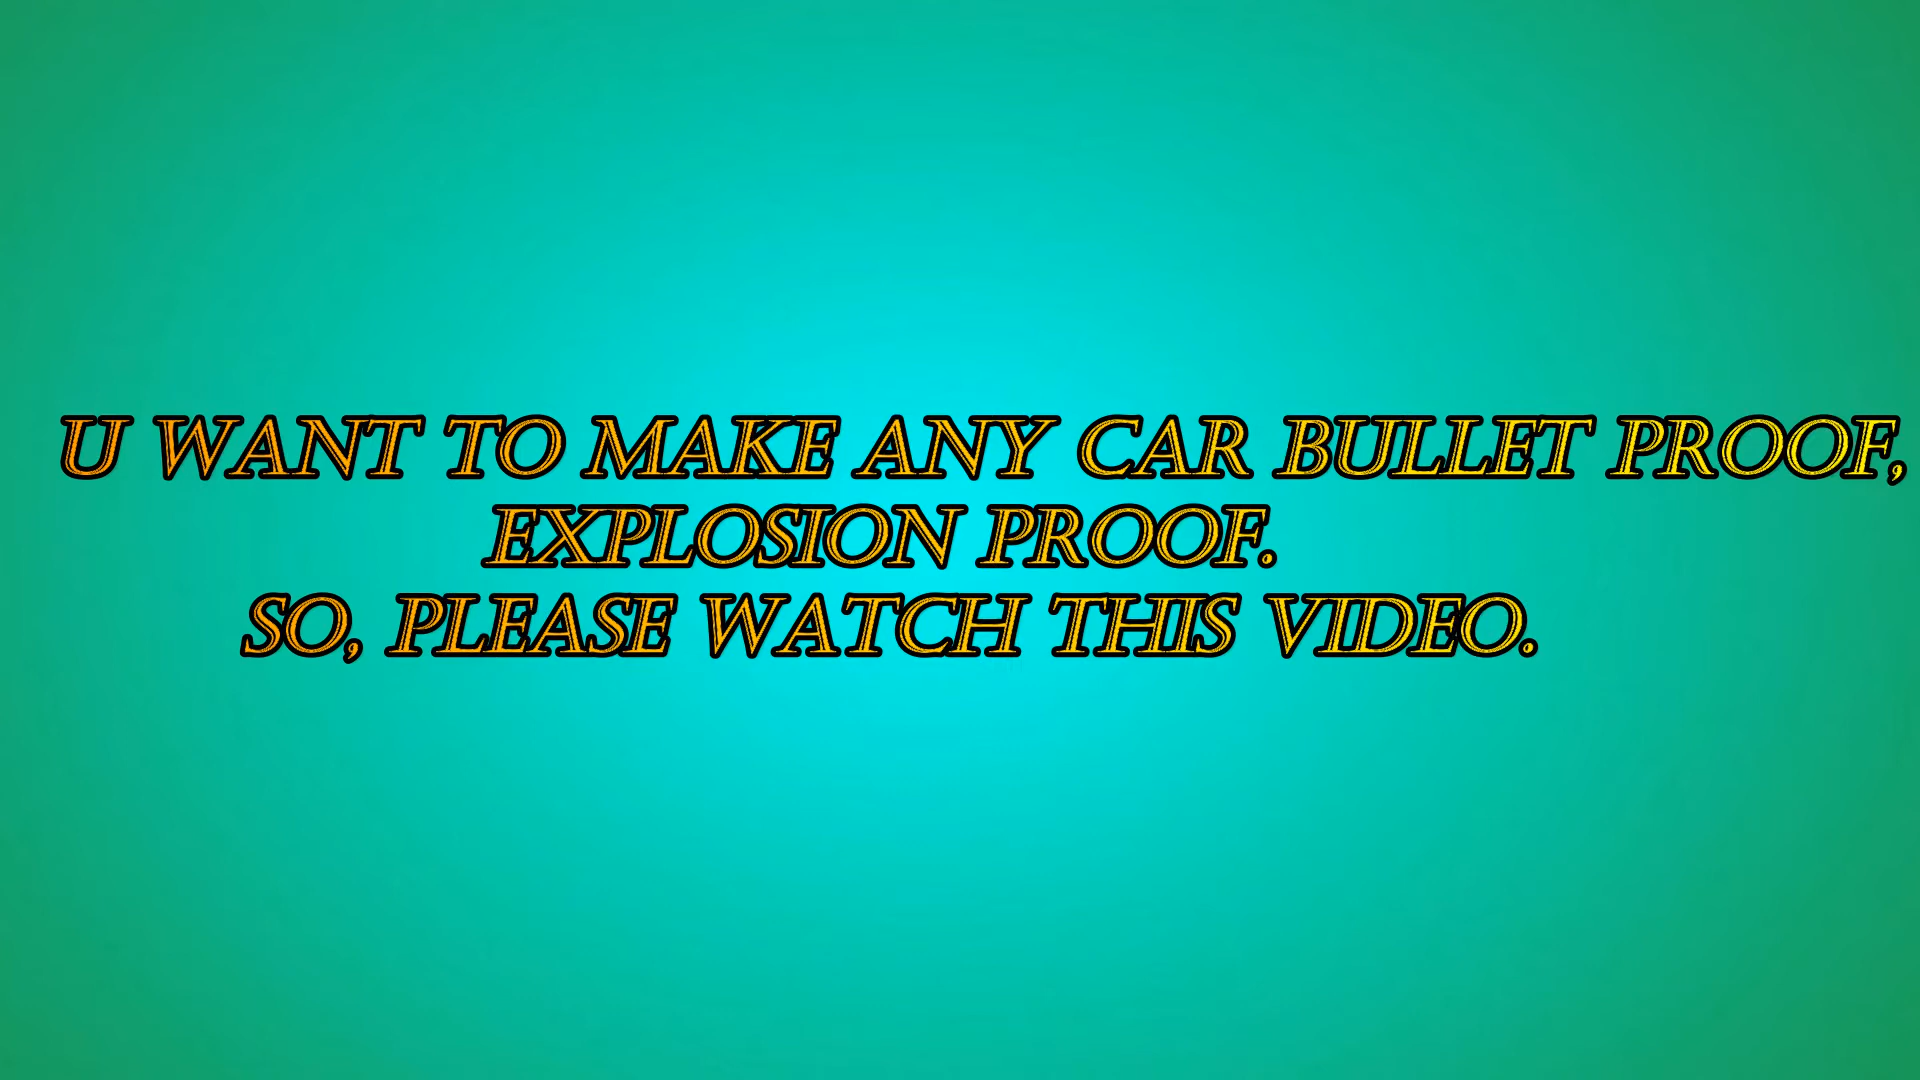 U WANT TO MAKE ANY CAR BULLET PROOF,
EXPLOSION PROOF.
SO, PLEASE WATCH THIS VIDEO.